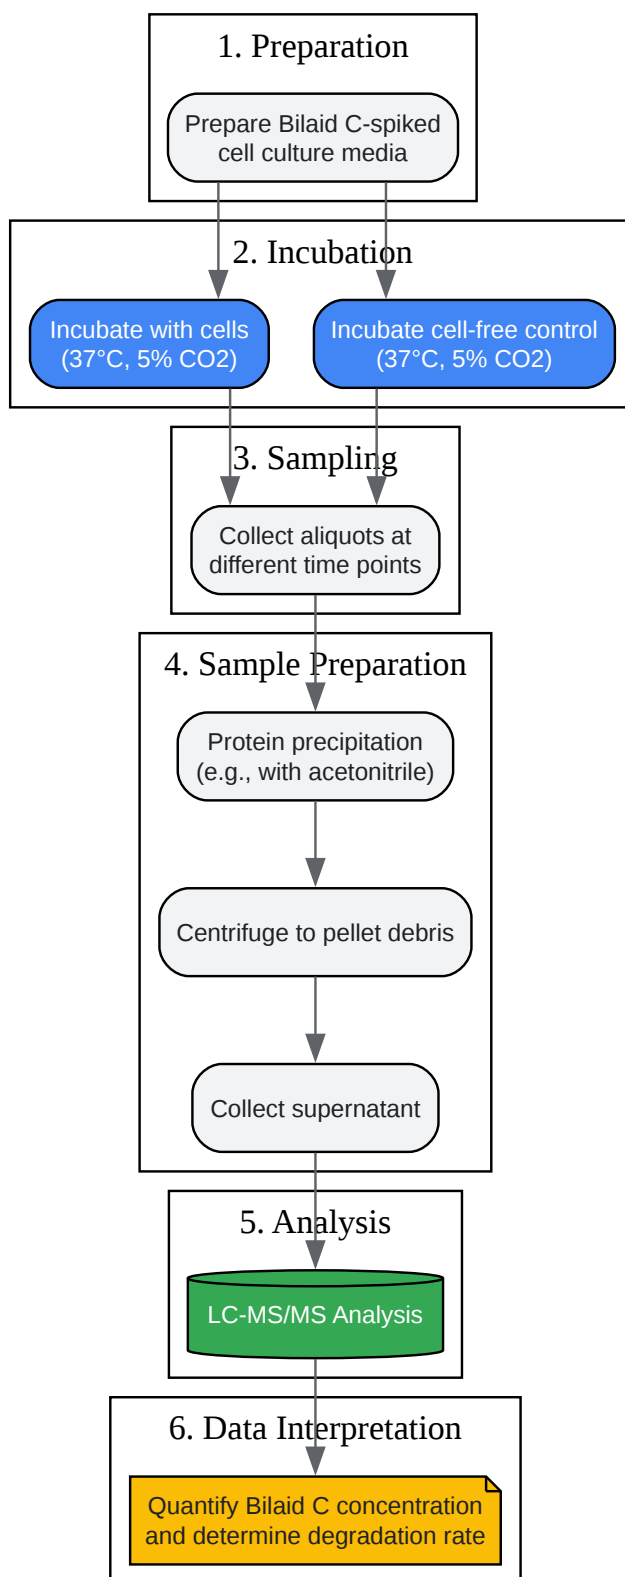 1. Preparation
Prepare Bilaid C-spiked
cell culture media
2. Incubation
Incubate with cells
(37°C, 5% CO2)
Incubate cell-free control
(37°C, 5% CO2)
3. Sampling
Collect aliquots at
different time points
4. Sample Preparation
Protein precipitation
(e.g., with acetonitrile)
Centrifuge to pellet debris
Collect supernatant
5. Analysis
LC-MS/MS Analysis
6. Data Interpretation
Quantify Bilaid C concentration
and determine degradation rate